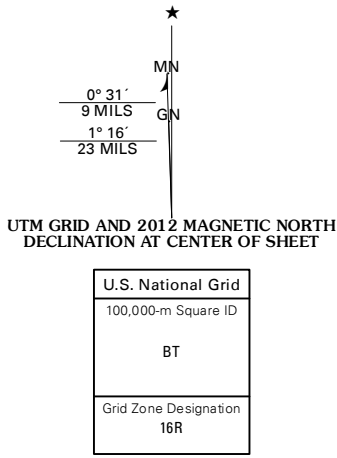 ★
MN
0° 31´
9 MILS
GN
1° 16´
23 MILS
UTM GRID AND 2012 MAGNETIC NORTH
DECLINATION AT CENTER OF SHEET
U.S. National Grid
100,000-m Square ID
BT
Grid Zone Designation
16R